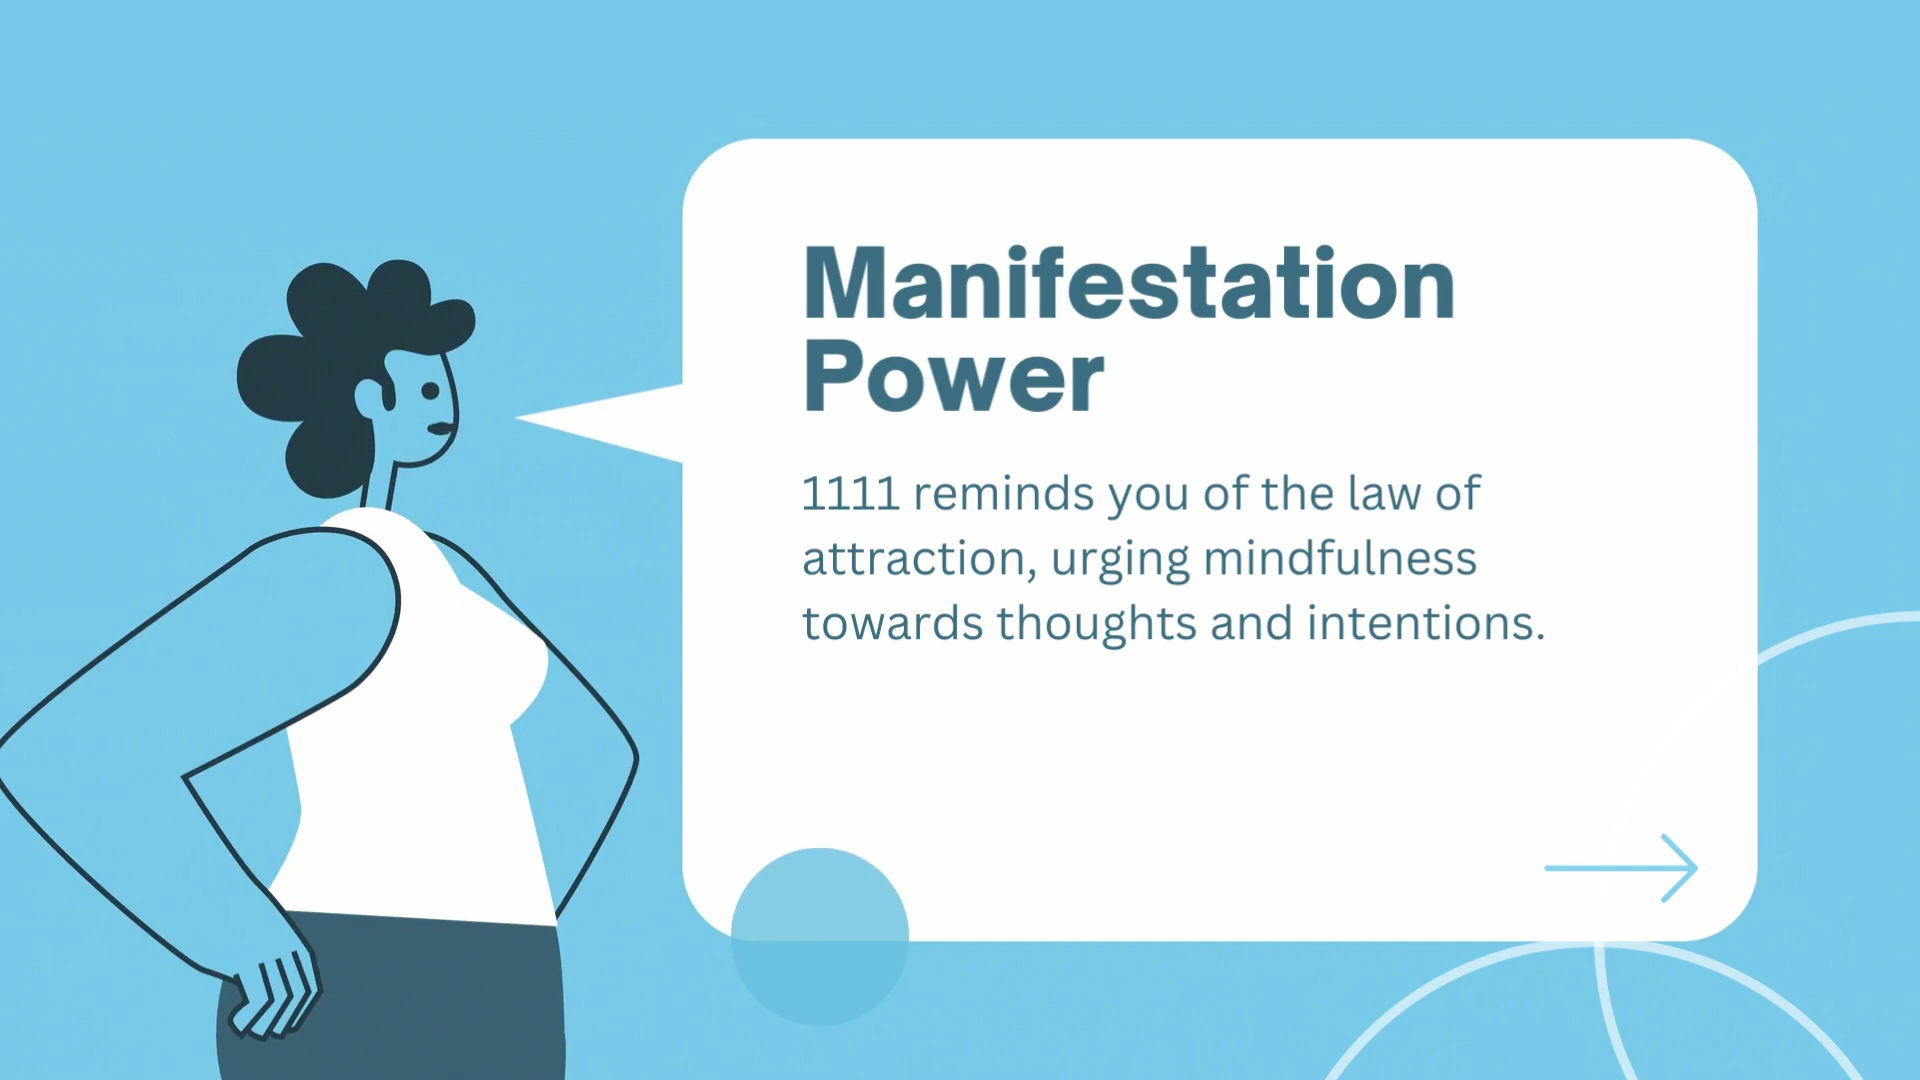 Manifestation
Power
1111 reminds you of the law of
attraction, urging mindfulness
towards thoughts and intentions.